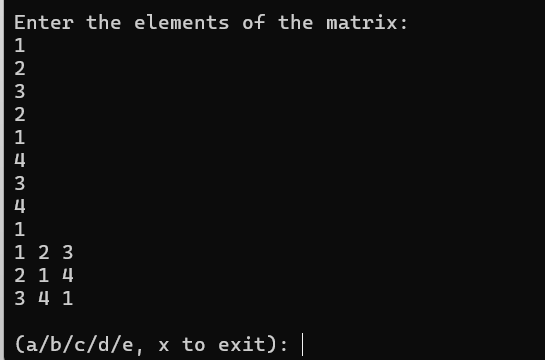 Enter the elements of the matrix:
1
2
3
2
1
4
3
4
1
1 2 3
2 1 4
3 4 1
(a/b/c/d/e, x to exit):